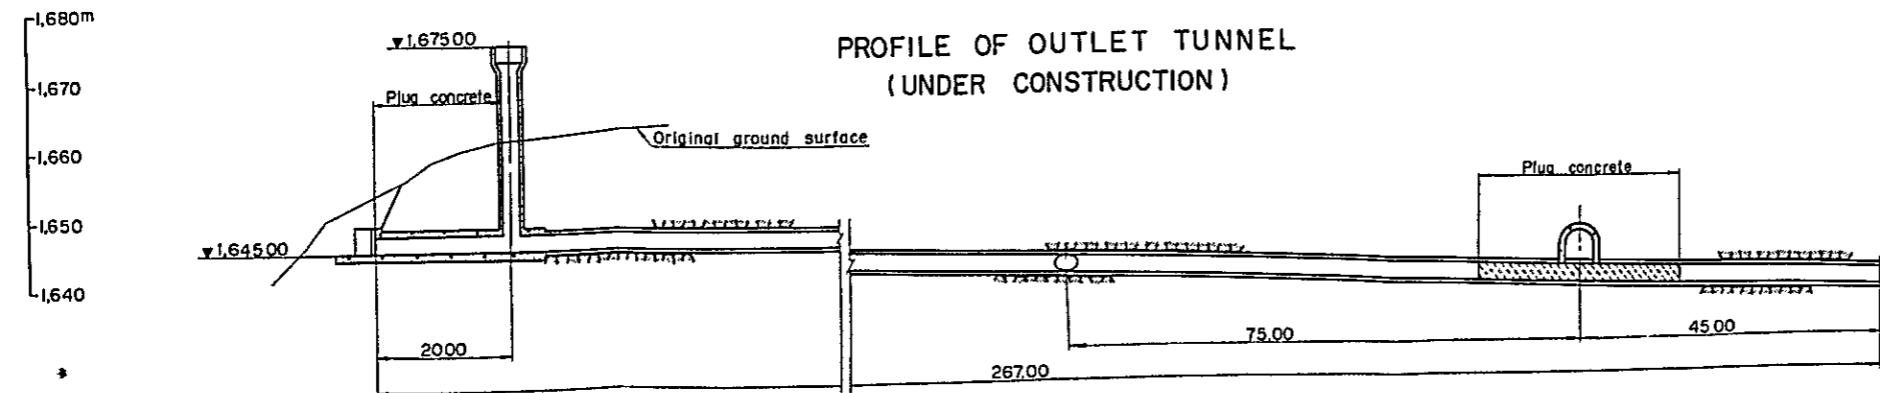 1,680m
PROFILE OF OUTLET TUNNEL
(UNDER CONSTRUCTION)
▼1,675.00
1,670
Plug concrete
Original ground surface
1,660
Plug concrete
1,650
▼1,645.00
1,640
20.00
75.00
45.00
267.00